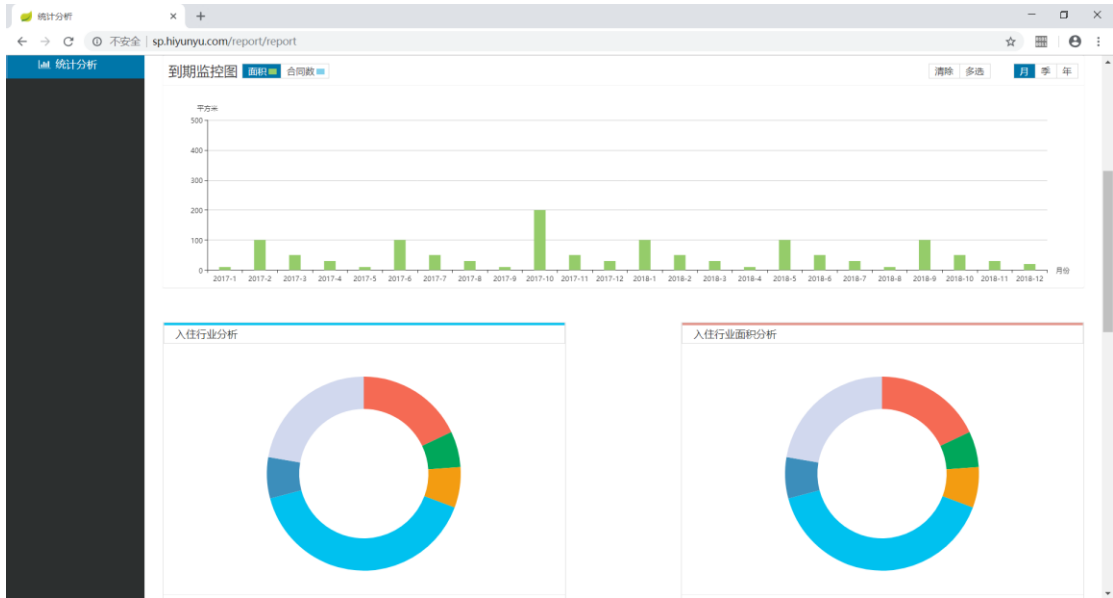 统计分析
不安全 | sp.hiyunyu.com/report/report
统计分析
到期监控图 面积 合同数 清除 多选 月 季 年
平方米
500
400
300
200
100
0
2017-1 2017-2 2017-3 2017-4 2017-5 2017-6 2017-7 2017-8 2017-9 2017-10 2017-11 2017-12 2018-1 2018-2 2018-3 2018-4 2018-5 2018-6 2018-7 2018-8 2018-9 2018-10 2018-11 2018-12 月份
入住行业分析 入住行业面积分析